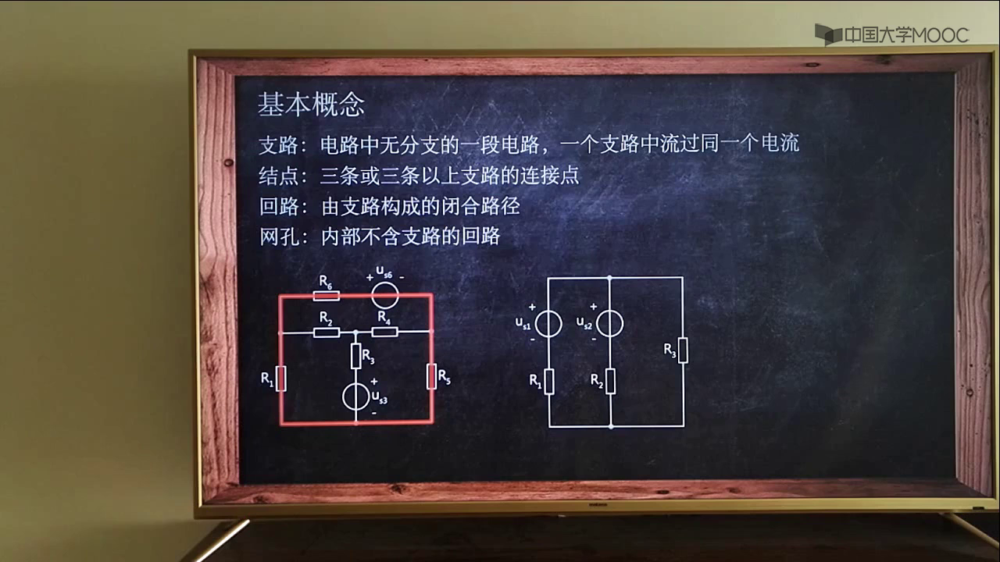 中国大学MOOC
基本概念
支路：电路中无分支的一段电路，一个支路中流过同一个电流
结点：三条或三条以上支路的连接点
回路：由支路构成的闭合路径
网孔：内部不含支路的回路
R6 + us6 -
R2 R4
R3
R1 R5
+
us3
-
+ +
us1 us2
- -
R3
R1 R2